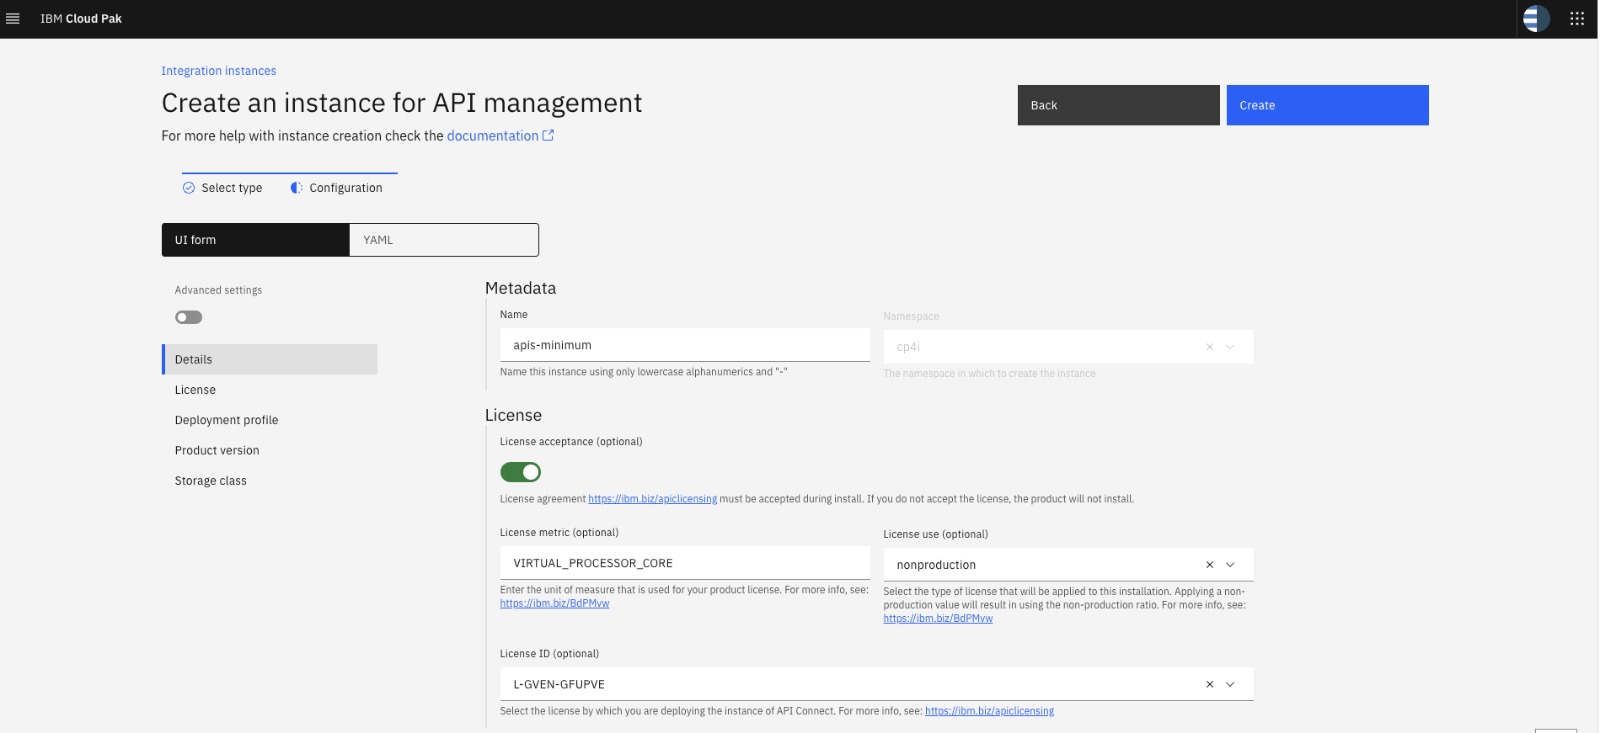 IBM Cloud Pak
Integration instances
Create an instance for API management
Back
Create
For more help with instance creation check the documentation
Select type
Configuration
UI form
YAML
Advanced settings
Details
License
Deployment profile
Product version
Storage class
Metadata
Name
apis-minimum
Name this instance using only lowercase alphanumerics and "-"
Namespace
cp4i
The namespace in which to create the instance
License
License acceptance (optional)
License agreement https://ibm.biz/apiclicensing must be accepted during install. If you do not accept the license, the product will not install.
License metric (optional)
VIRTUAL_PROCESSOR_CORE
Enter the unit of measure that is used for your product license. For more info, see:
https://ibm.biz/BdPMvw
License use (optional)
nonproduction
Select the type of license that will be applied to this installation. Applying a non-
production value will result in using the non-production ratio. For more info, see:
https://ibm.biz/BdPMvw
License ID (optional)
L-GVEN-GFUPVE
Select the license by which you are deploying the instance of API Connect. For more info, see: https://ibm.biz/apiclicensing